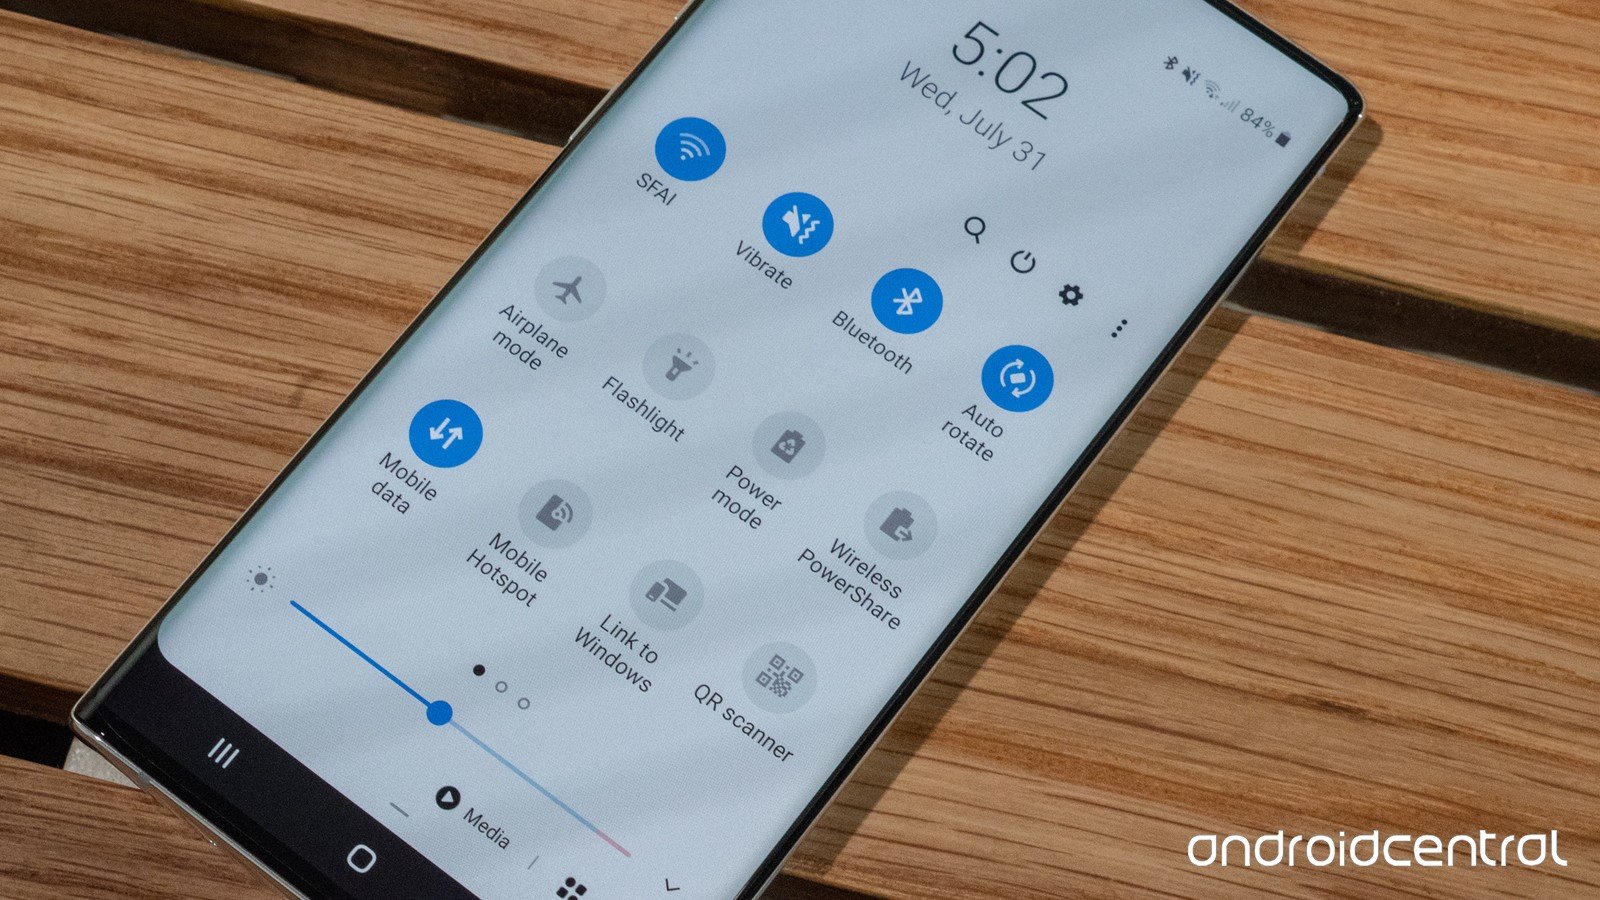 5:02
Wed, July 31
84%
SFAI
Vibrate
Bluetooth
Auto
rotate
Airplane
mode
Flashlight
Power
mode
Wireless
PowerShare
Mobile
data
Mobile
Hotspot
Link to
Windows
QR scanner
Media
androidcentral